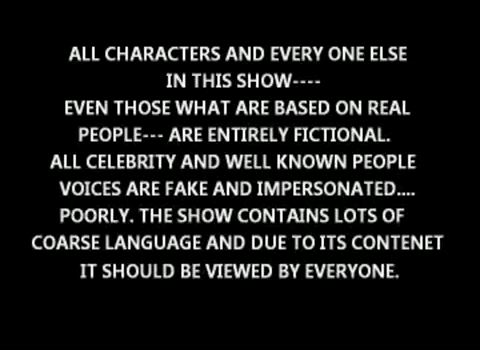 ALL CHARACTERS AND EVERY ONE ELSE
IN THIS SHOW----
EVEN THOSE WHAT ARE BASED ON REAL
PEOPLE--- ARE ENTIRELY FICTIONAL.
ALL CELEBRITY AND WELL KNOWN PEOPLE
VOICES ARE FAKE AND IMPERSONATED....
POORLY. THE SHOW CONTAINS LOTS OF
COARSE LANGUAGE AND DUE TO ITS CONTENET
IT SHOULD BE VIEWED BY EVERYONE.